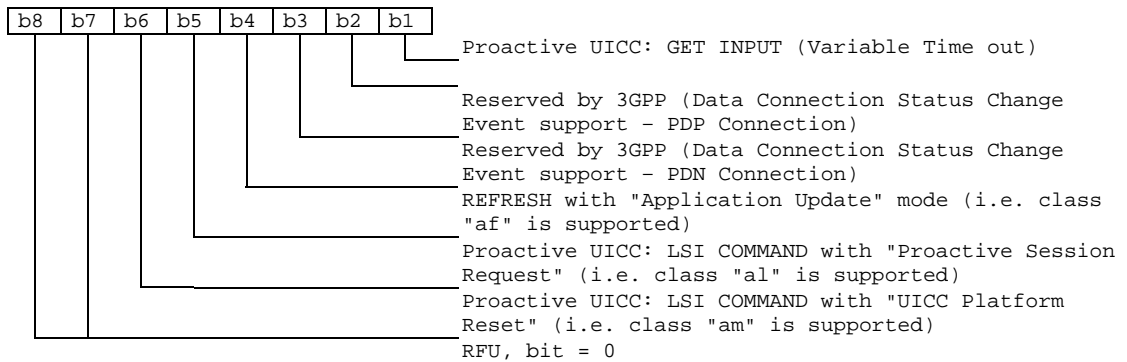 b8 b7 b6 b5 b4 b3 b2 b1
Proactive UICC: GET INPUT (Variable Time out)
Reserved by 3GPP (Data Connection Status Change
Event support – PDP Connection)
Reserved by 3GPP (Data Connection Status Change
Event support – PDN Connection)
REFRESH with "Application Update" mode (i.e. class
"af" is supported)
Proactive UICC: LSI COMMAND with "Proactive Session
Request" (i.e. class "al" is supported)
Proactive UICC: LSI COMMAND with "UICC Platform
Reset" (i.e. class "am" is supported)
RFU, bit = 0